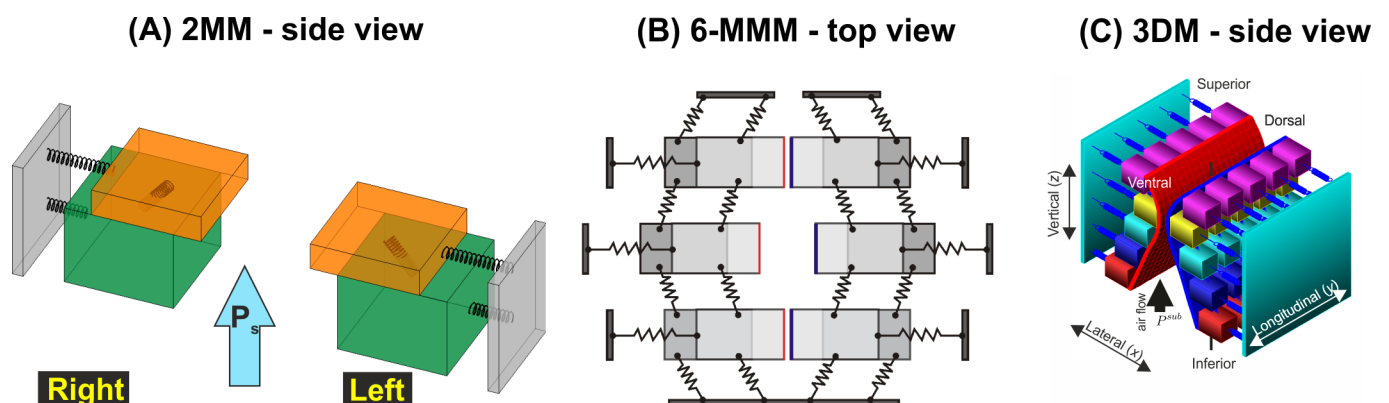 (A) 2MM - side view
(B) 6-MMM - top view
(C) 3DM - side view
Ps
Right
Left
Superior
Dorsal
Ventral
Vertical (z)
air flow
P^sub
Longitudinal (y)
Lateral (x)
Inferior